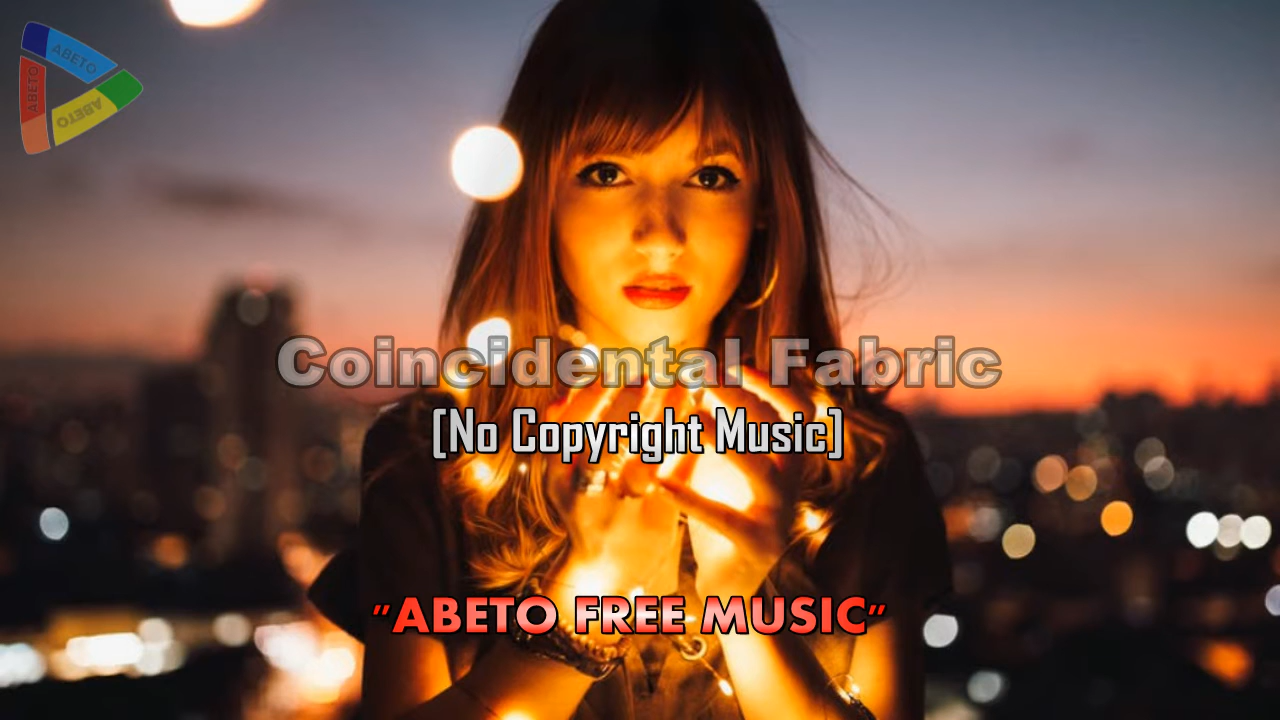 ABETO
ABETO
ABETO
Coincidental Fabric
[No Copyright Music]
"ABETO FREE MUSIC"